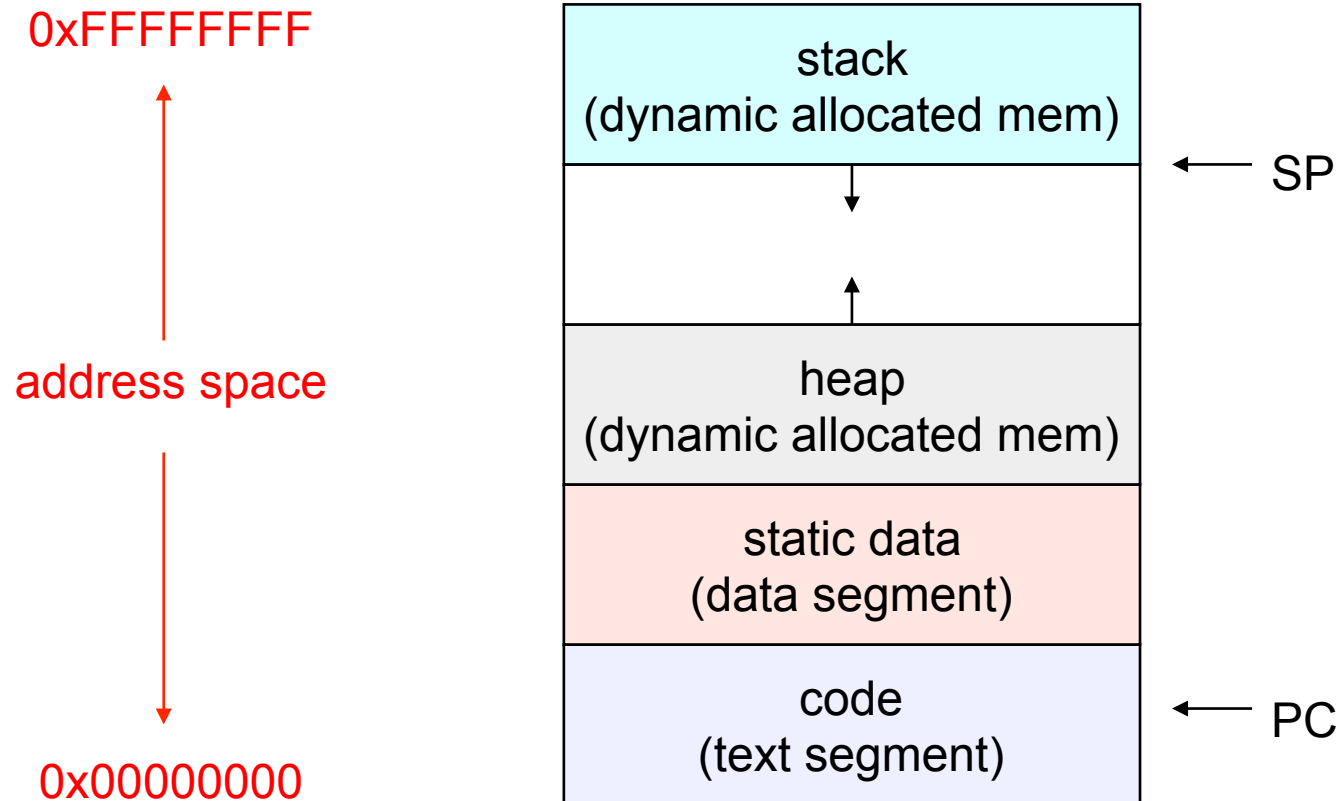 0xFFFFFFFF
stack
(dynamic allocated mem)
SP
address space
heap
(dynamic allocated mem)
static data
(data segment)
code
(text segment)
PC
0x00000000